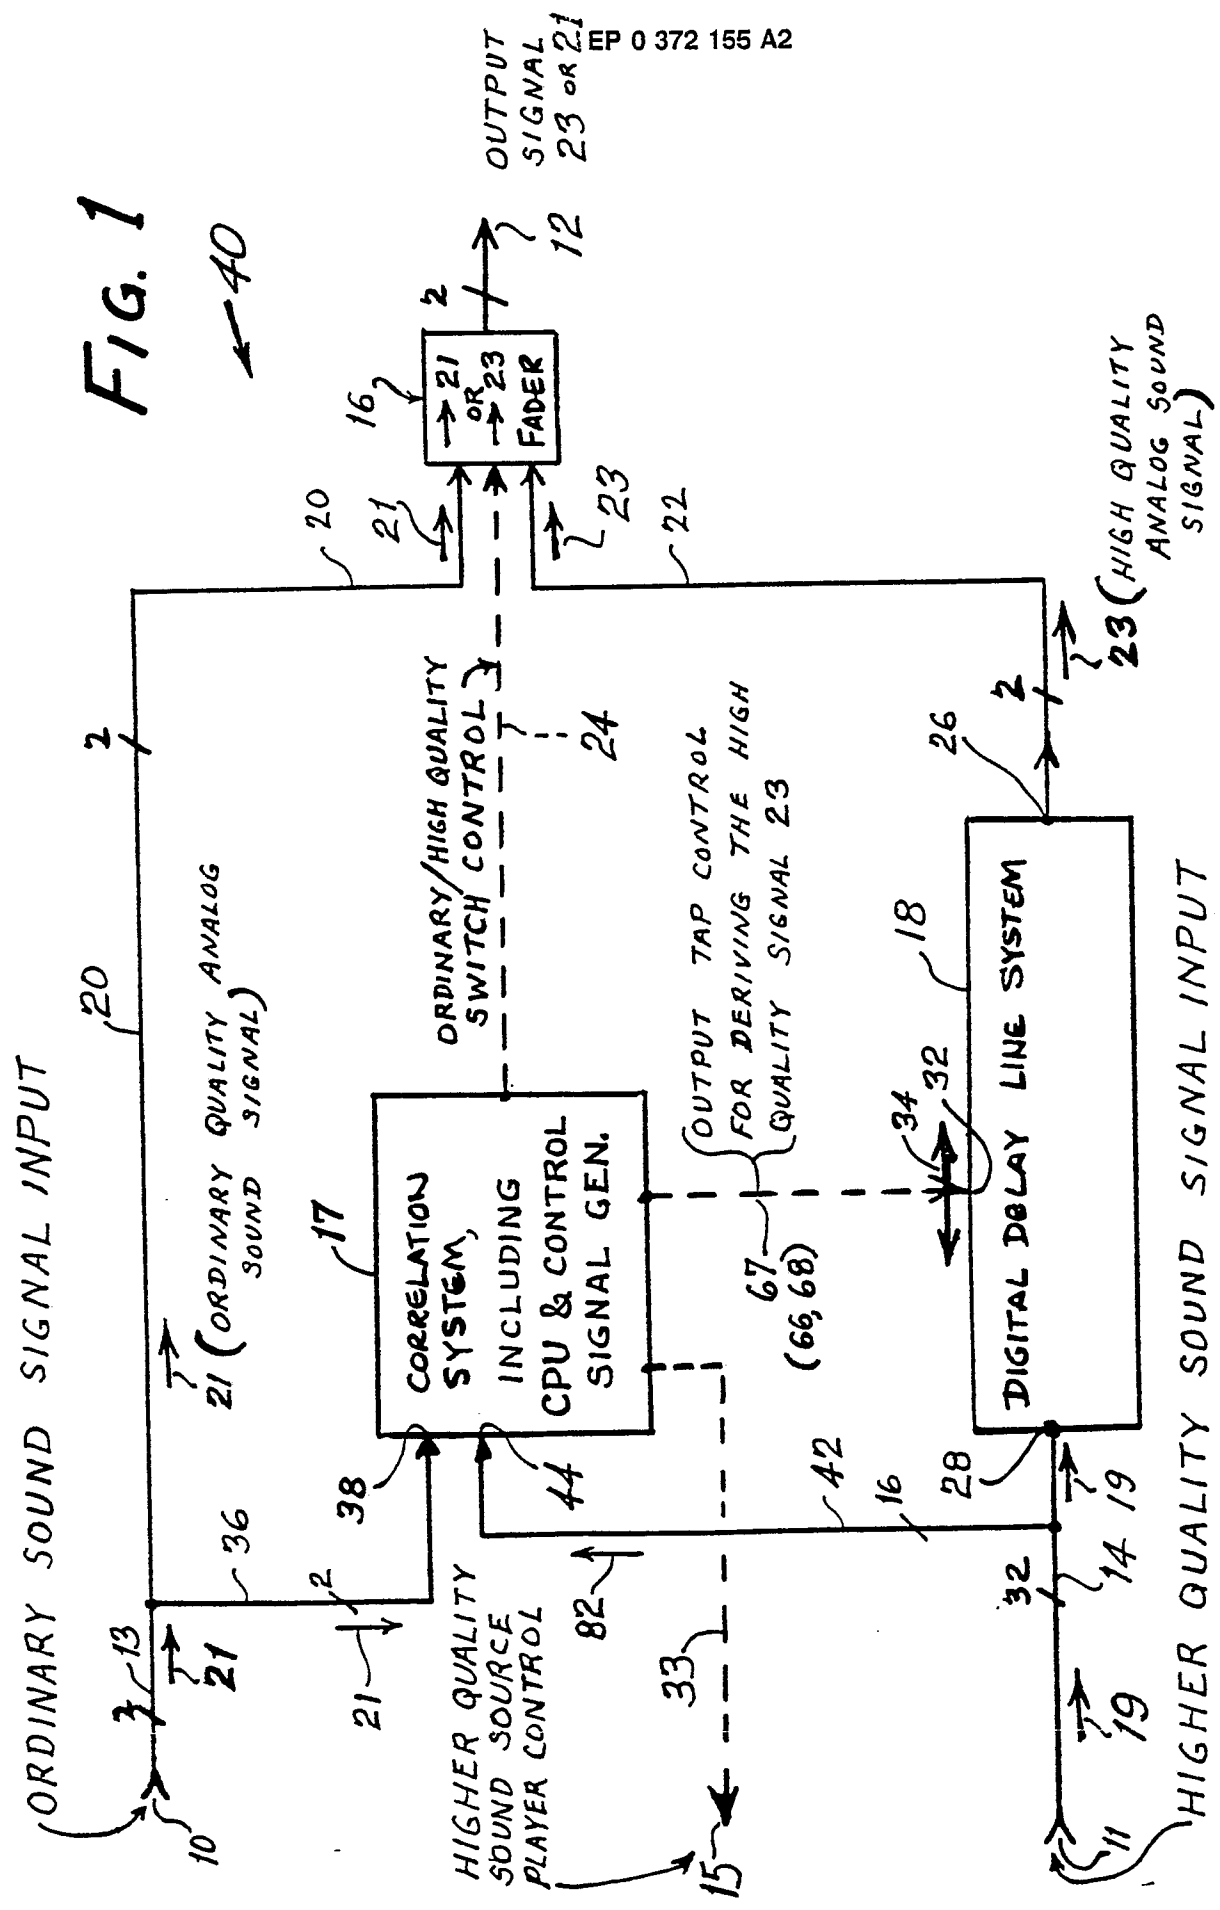 EP 0 372 155 A2
FIG. 1
40
ORDINARY SOUND SIGNAL INPUT
10
2
13
21
36
2
21
20
21 (ORDINARY QUALITY ANALOG
SOUND SIGNAL)
2
20
21
16
→ 21
OR
→ 23
FADER
2
12
OUTPUT
SIGNAL
23 OR 21
38
44
17
CORRELATION
SYSTEM,
INCLUDING
CPU & CONTROL
SIGNAL GEN.
ORDINARY/HIGH QUALITY
SWITCH CONTROL
24
23
22
HIGHER QUALITY
SOUND SOURCE
PLAYER CONTROL
15
33
82
42
16
67
(66, 68)
(OUTPUT TAP CONTROL
FOR DERIVING THE HIGH
QUALITY SIGNAL 23
34
32
18
DIGITAL DELAY LINE SYSTEM
28
26
2
23 (HIGH QUALITY
ANALOG SOUND
SIGNAL)
11
19
32
14
19
HIGHER QUALITY SOUND SIGNAL INPUT